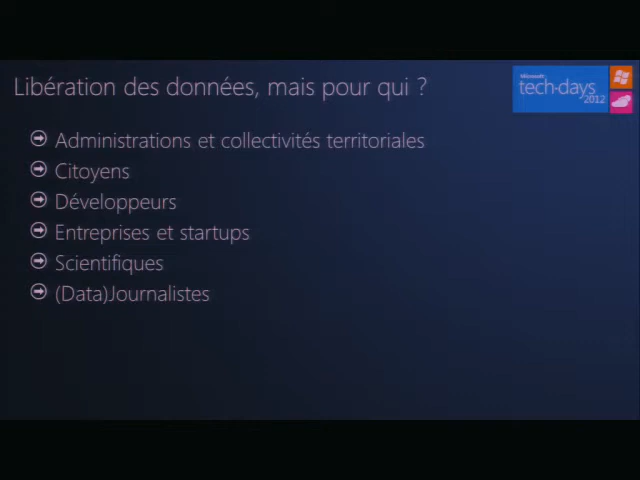 Libération des données, mais pour qui ?
Microsoft
tech·days
2012
Administrations et collectivités territoriales
Citoyens
Développeurs
Entreprises et startups
Scientifiques
(Data)Journalistes